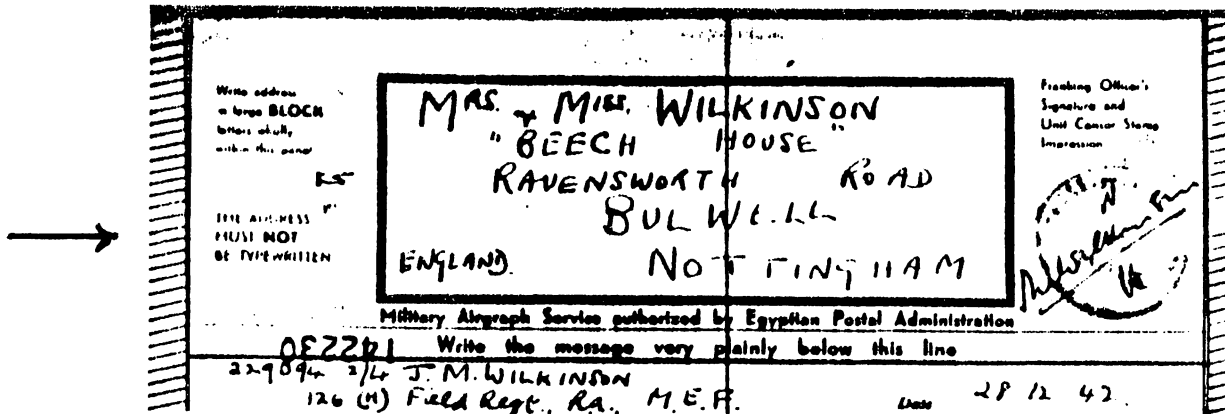 Write address
in large BLOCK
letters wholly
within this panel
THE ADDRESS
MUST NOT
BE TYPEWRITTEN
MRS. & MISS. WILKINSON
"BEECH HOUSE"
RAVENSWORTH ROAD
BULWELL
ENGLAND. NOTTINGHAM
Franking Officer's
Signature and
Unit Censor Stamp
Impression
Military Airgraph Service authorized by Egyptian Postal Administration
Write the message very plainly below this line
142230
229094 2/Lt J. M. WILKINSON
126 (H) Field Regt., RA., M.E.F. Date 28 12 42